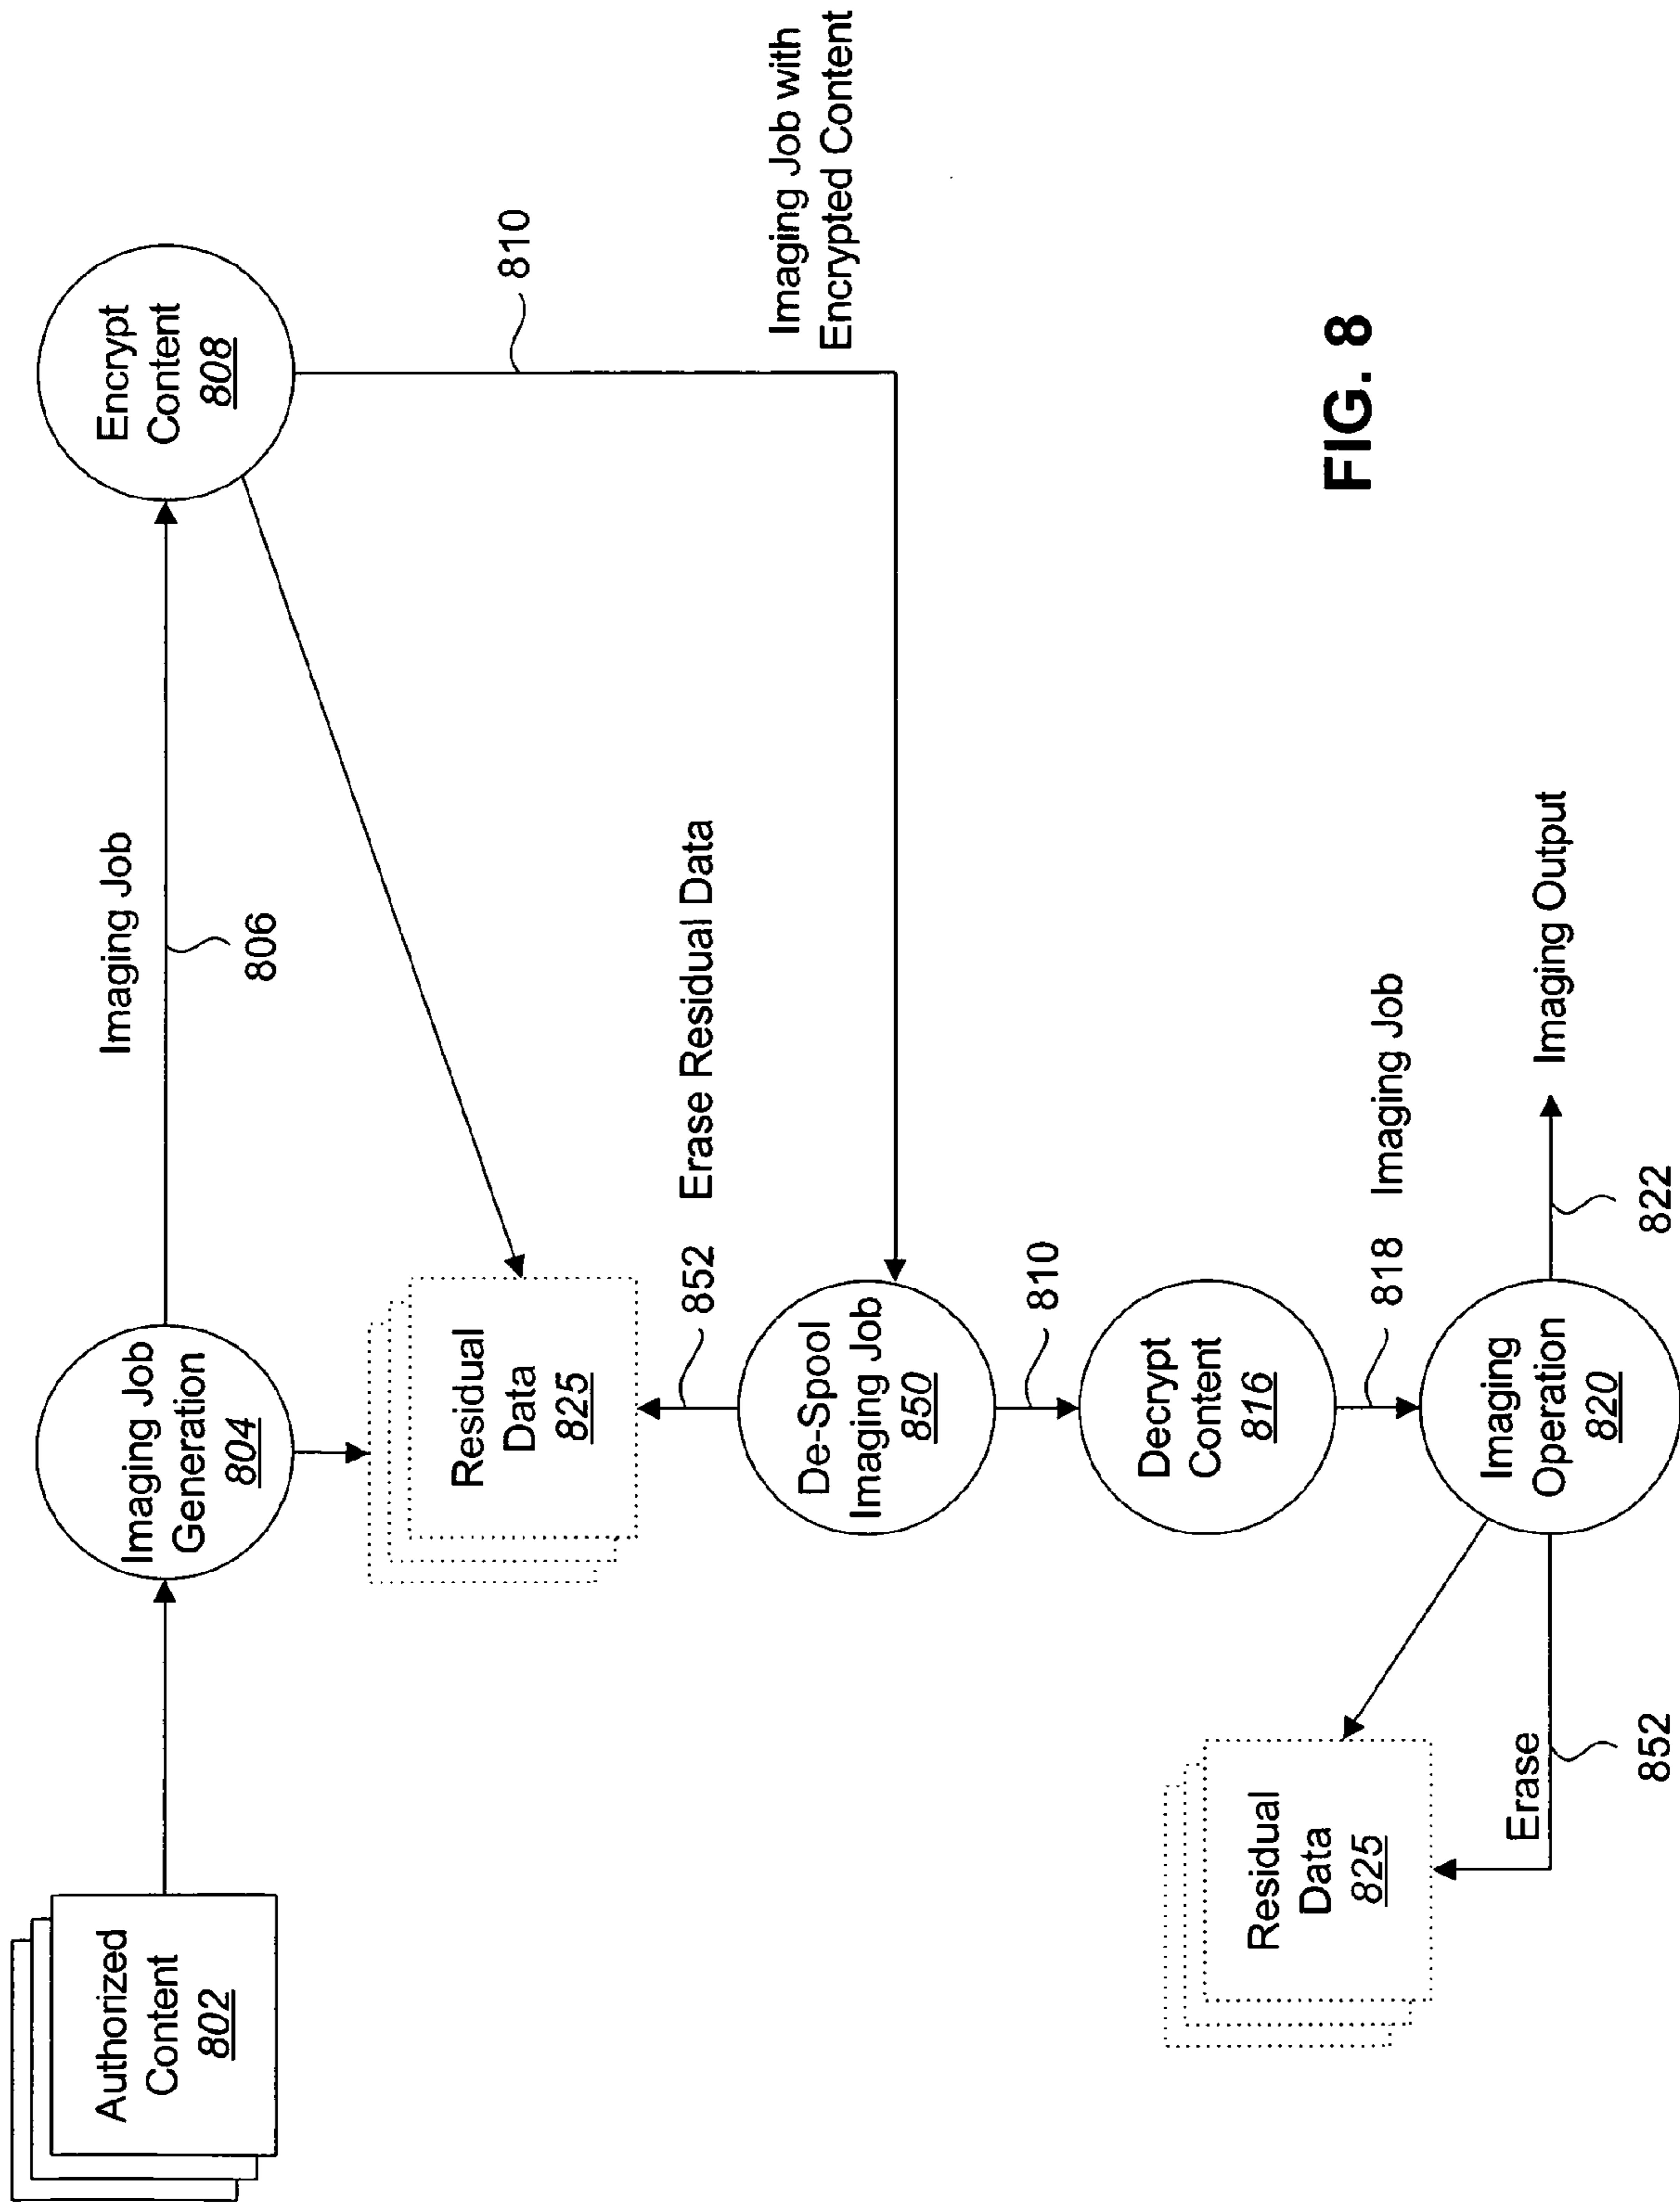 Authorized
Content
802
Imaging Job
Generation
804
Imaging Job
806
Encrypt
Content
808
810
Imaging Job with
Encrypted Content
Residual
Data
825
852
Erase Residual Data
De-Spool
Imaging Job
850
810
Decrypt
Content
816
818
Imaging Job
Imaging
Operation
820
822
Imaging Output
Residual
Data
825
Erase
852
FIG. 8